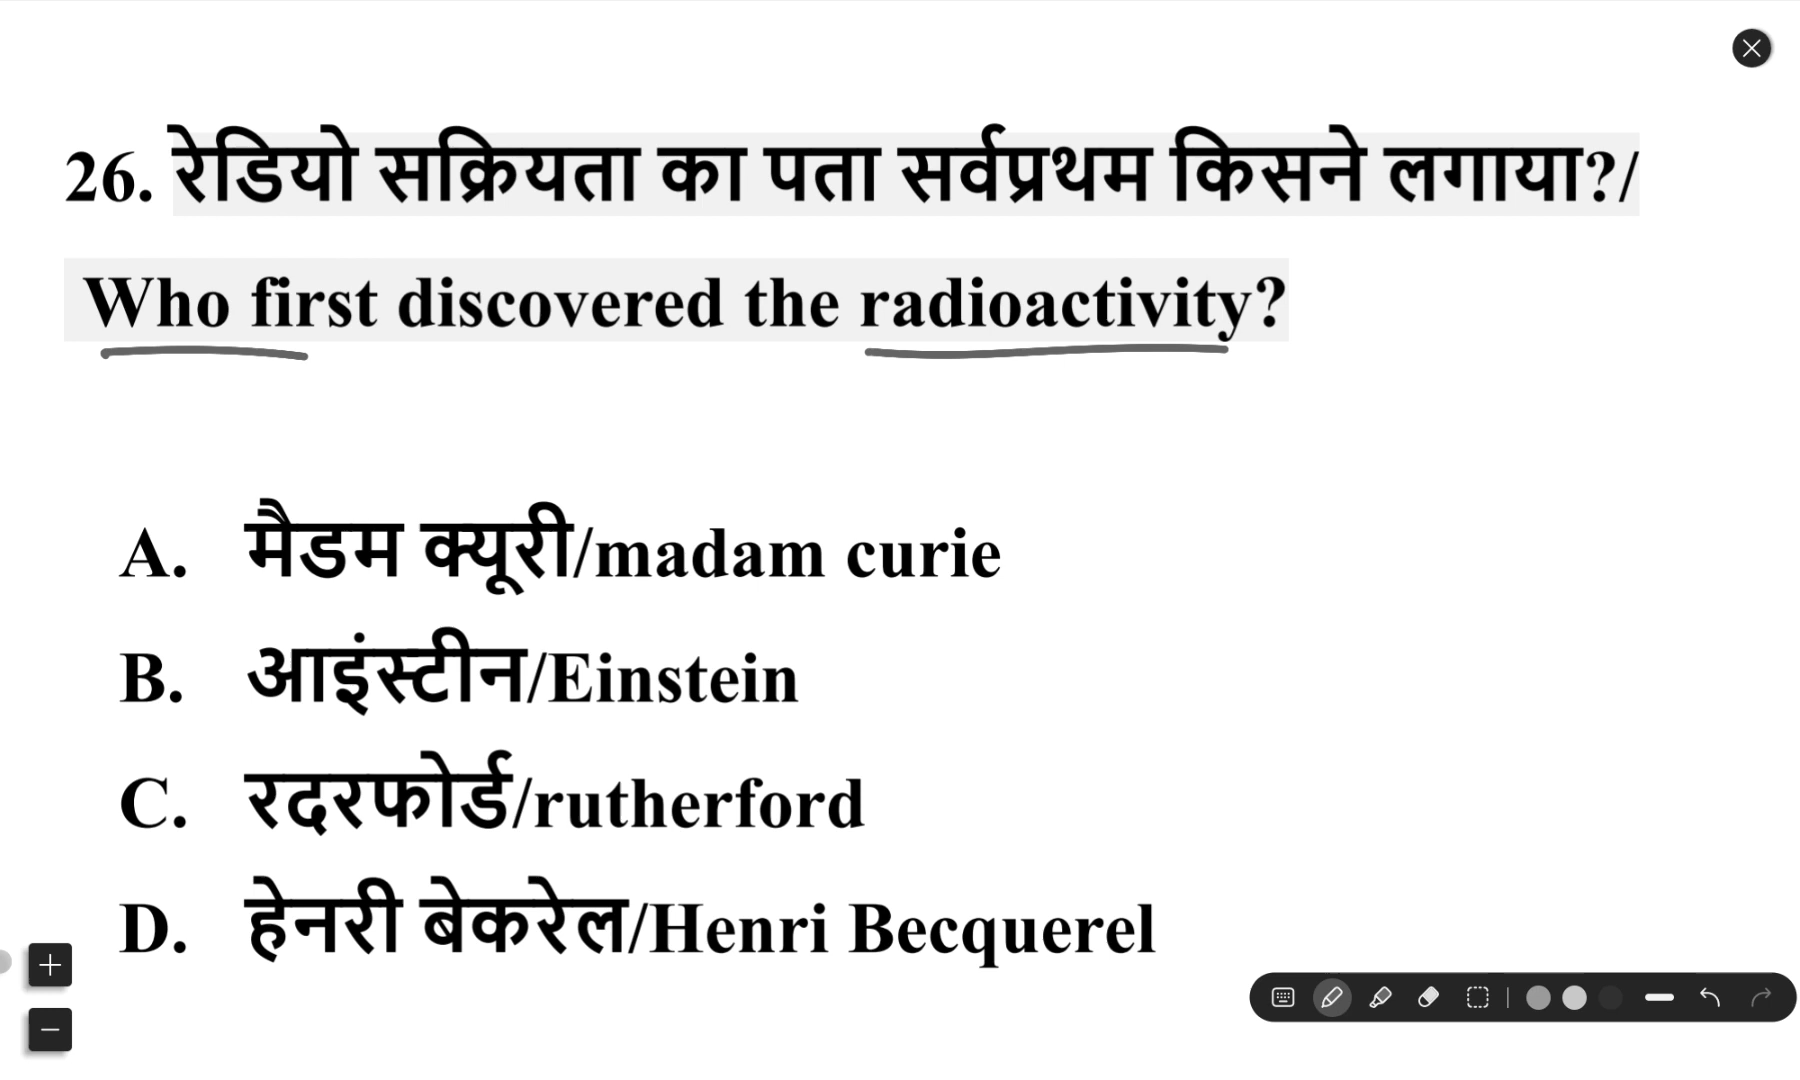 26. रेडियो सक्रियता का पता सर्वप्रथम किसने लगाया?/
Who first discovered the radioactivity?
A. मैडम क्यूरी/madam curie
B. आइंस्टीन/Einstein
C. रदरफोर्ड/rutherford
D. हेनरी बेकरेल/Henri Becquerel